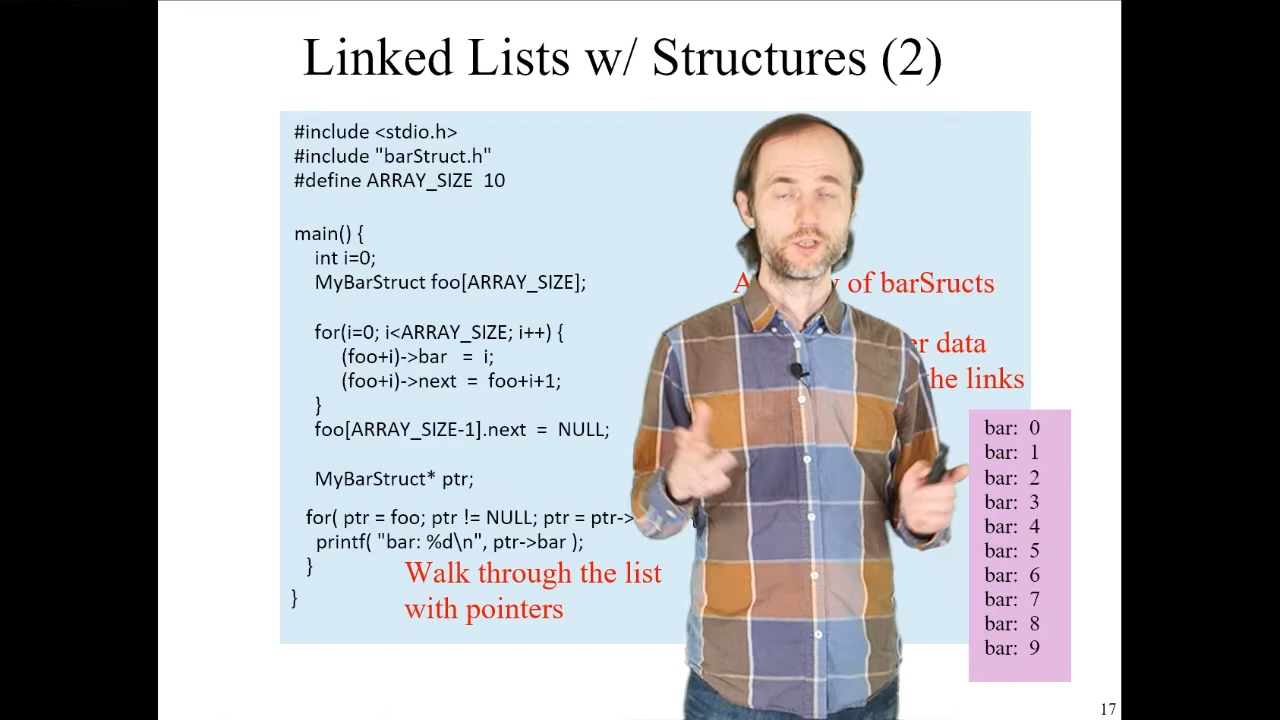 Linked Lists w/ Structures (2)
#include <stdio.h>
#include "barStruct.h"
#define ARRAY_SIZE 10
main() {
int i=0;
MyBarStruct foo[ARRAY_SIZE];
of barSructs
for(i=0; i<ARRAY_SIZE; i++) {
(foo+i)->bar = i;
data
(foo+i)->next = foo+i+1;
the links
}
foo[ARRAY_SIZE-1].next = NULL;
MyBarStruct* ptr;
for( ptr = foo; ptr != NULL; ptr = ptr->
printf( "bar: %d\n", ptr->bar );
}
Walk through the list
with pointers
}
bar: 0
bar: 1
bar: 2
bar: 3
bar: 4
bar: 5
bar: 6
bar: 7
bar: 8
bar: 9
17